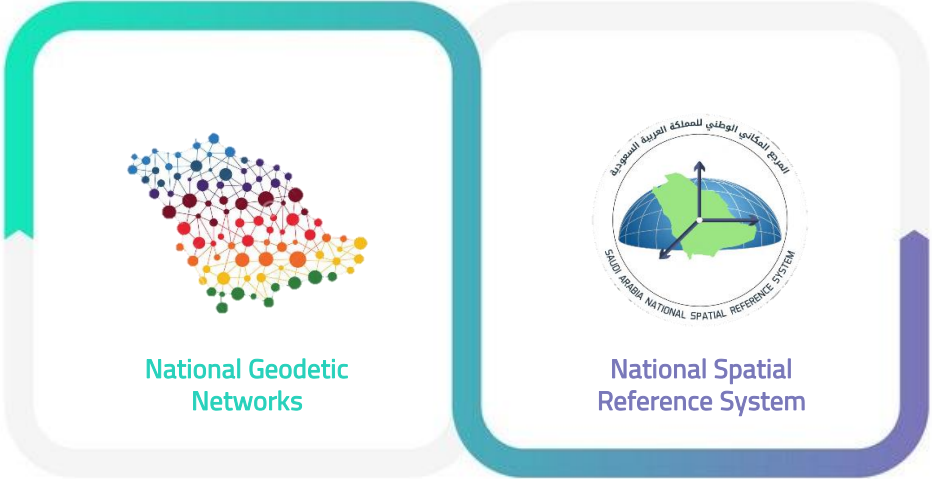 National Geodetic
Networks
المرجع المكاني الوطني للمملكة العربية السعودية
SAUDI ARABIA NATIONAL SPATIAL REFERENCE SYSTEM
National Spatial
Reference System